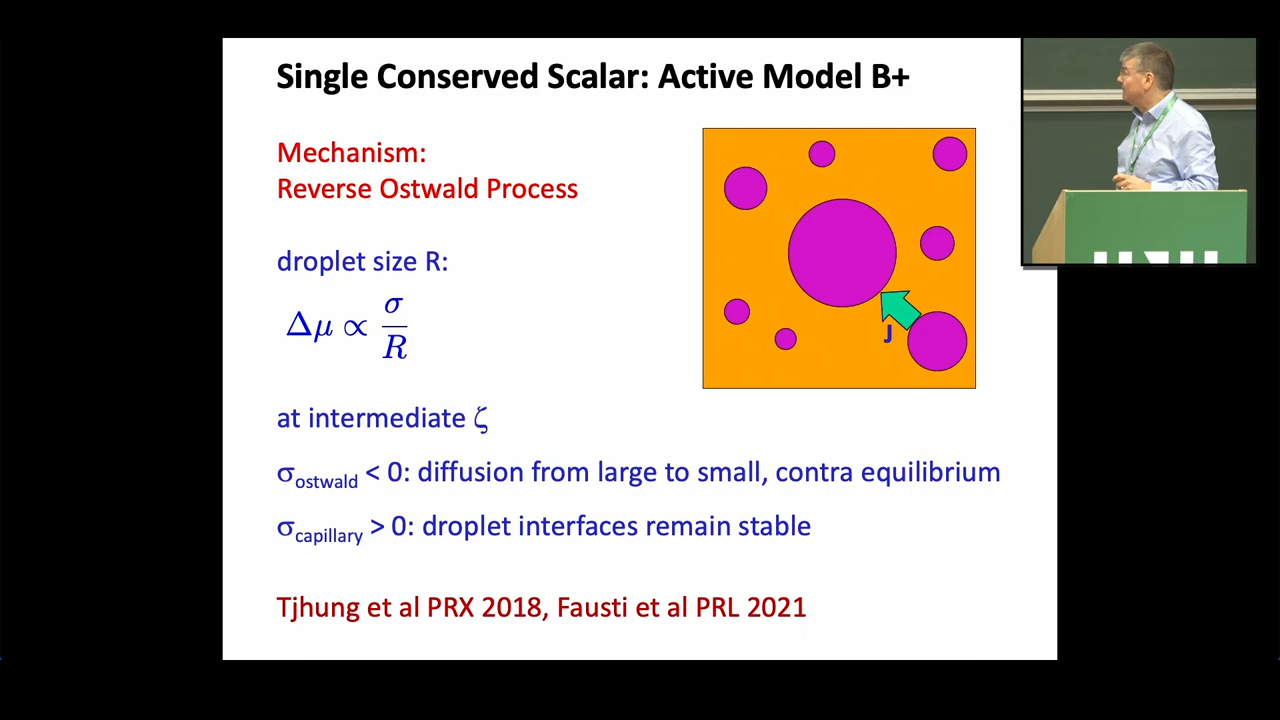 Single Conserved Scalar: Active Model B+
Mechanism:
Reverse Ostwald Process
droplet size R:
Δμ ∝ σ/R
J
at intermediate ζ
σostwald < 0: diffusion from large to small, contra equilibrium
σcapillary > 0: droplet interfaces remain stable
Tjhung et al PRX 2018, Fausti et al PRL 2021